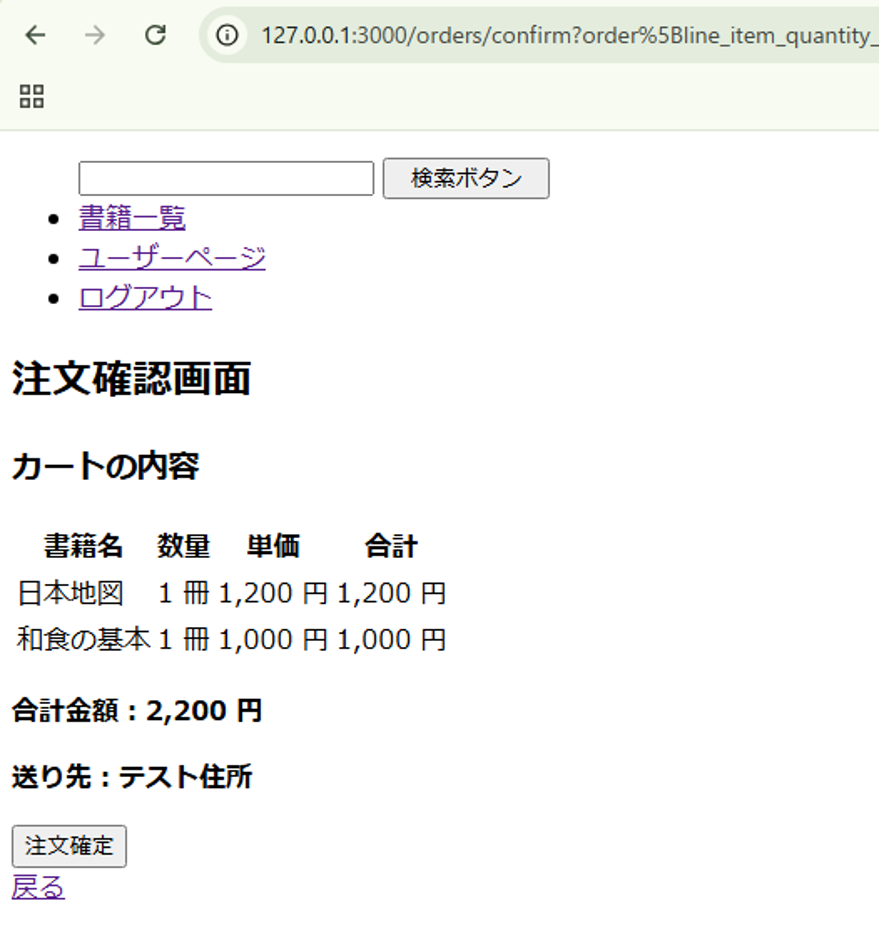 127.0.0.1:3000/orders/confirm?order%5Bline_item_quantity_
検索ボタン
書籍一覧
ユーザーページ
ログアウト
注文確認画面
カートの内容
書籍名 数量 単価 合計
日本地図 1 冊 1,200 円 1,200 円
和食の基本 1 冊 1,000 円 1,000 円
合計金額：2,200 円
送り先：テスト住所
注文確定
戻る